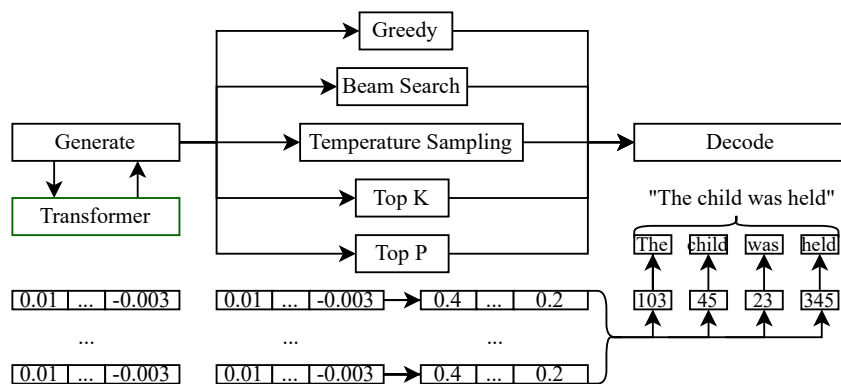 Greedy
Beam Search
Generate
Temperature Sampling
Decode
Transformer
Top K
"The child was held"
Top P
The child was held
0.01 ... -0.003 0.01 ... -0.003 0.4 ... 0.2 103 45 23 345
... ... ...
0.01 ... -0.003 0.01 ... -0.003 0.4 ... 0.2